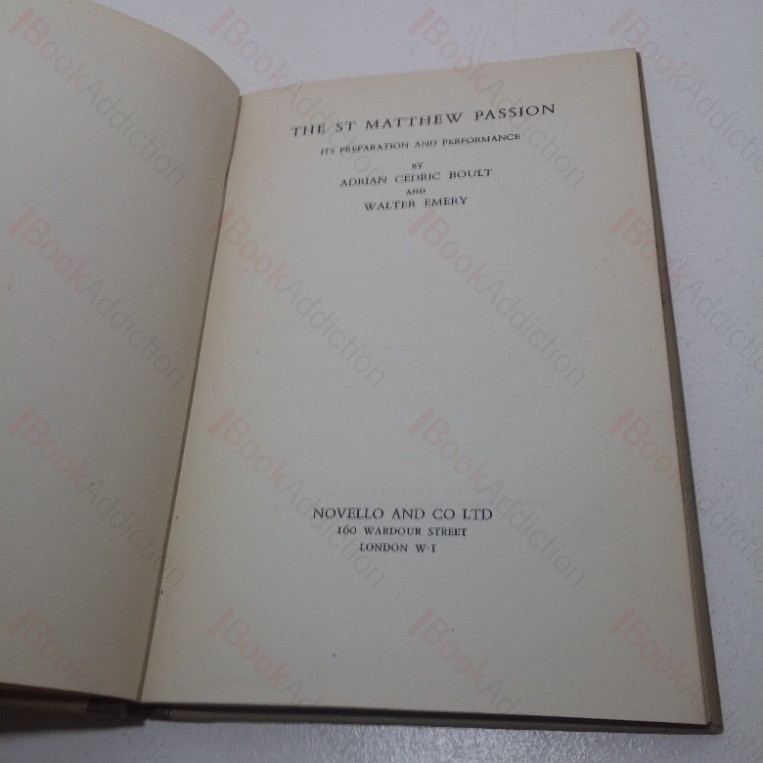 THE ST MATTHEW PASSION
ITS PREPARATION AND PERFORMANCE
BY
ADRIAN CEDRIC BOULT
AND
WALTER EMERY
NOVELLO AND CO LTD
160 WARDOUR STREET
LONDON W·1
BookAddiction